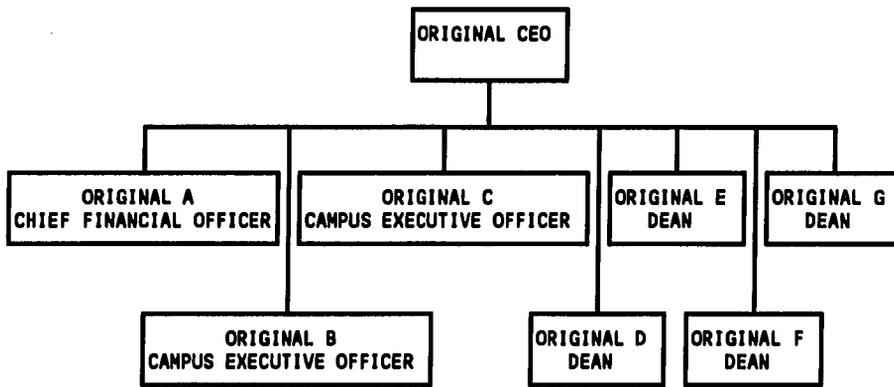 ORIGINAL CEO
ORIGINAL A
CHIEF FINANCIAL OFFICER
ORIGINAL C
CAMPUS EXECUTIVE OFFICER
ORIGINAL E
DEAN
ORIGINAL G
DEAN
ORIGINAL B
CAMPUS EXECUTIVE OFFICER
ORIGINAL D
DEAN
ORIGINAL F
DEAN